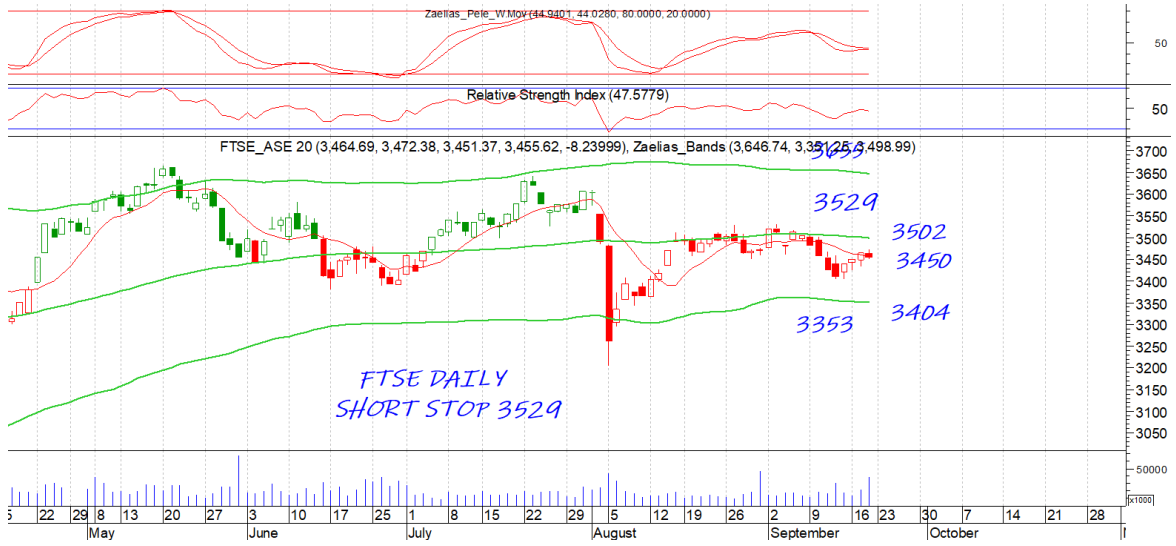 Zaelias_Pele_W.Mov (44.9401, 44.0280, 80.0000, 20.0000)
50
Relative Strength Index (47.5779)
50
FTSE_ASE 20 (3,464.69, 3,472.38, 3,451.37, 3,455.62, -8.23999), Zaelias_Bands (3,646.74, 3,351.25, 3,498.99)
3700
3650
3600
3550
3500
3450
3400
3350
3300
3250
3200
3150
3100
3050
3529
3502
3450
3404
3353
FTSE DAILY
SHORT STOP 3529
50000
x1000
22 29 8 13 20 27 3 10 17 25 1 8 15 22 29 5 12 19 26 2 9 16 23 30 7 14 21 28
May June July August September October